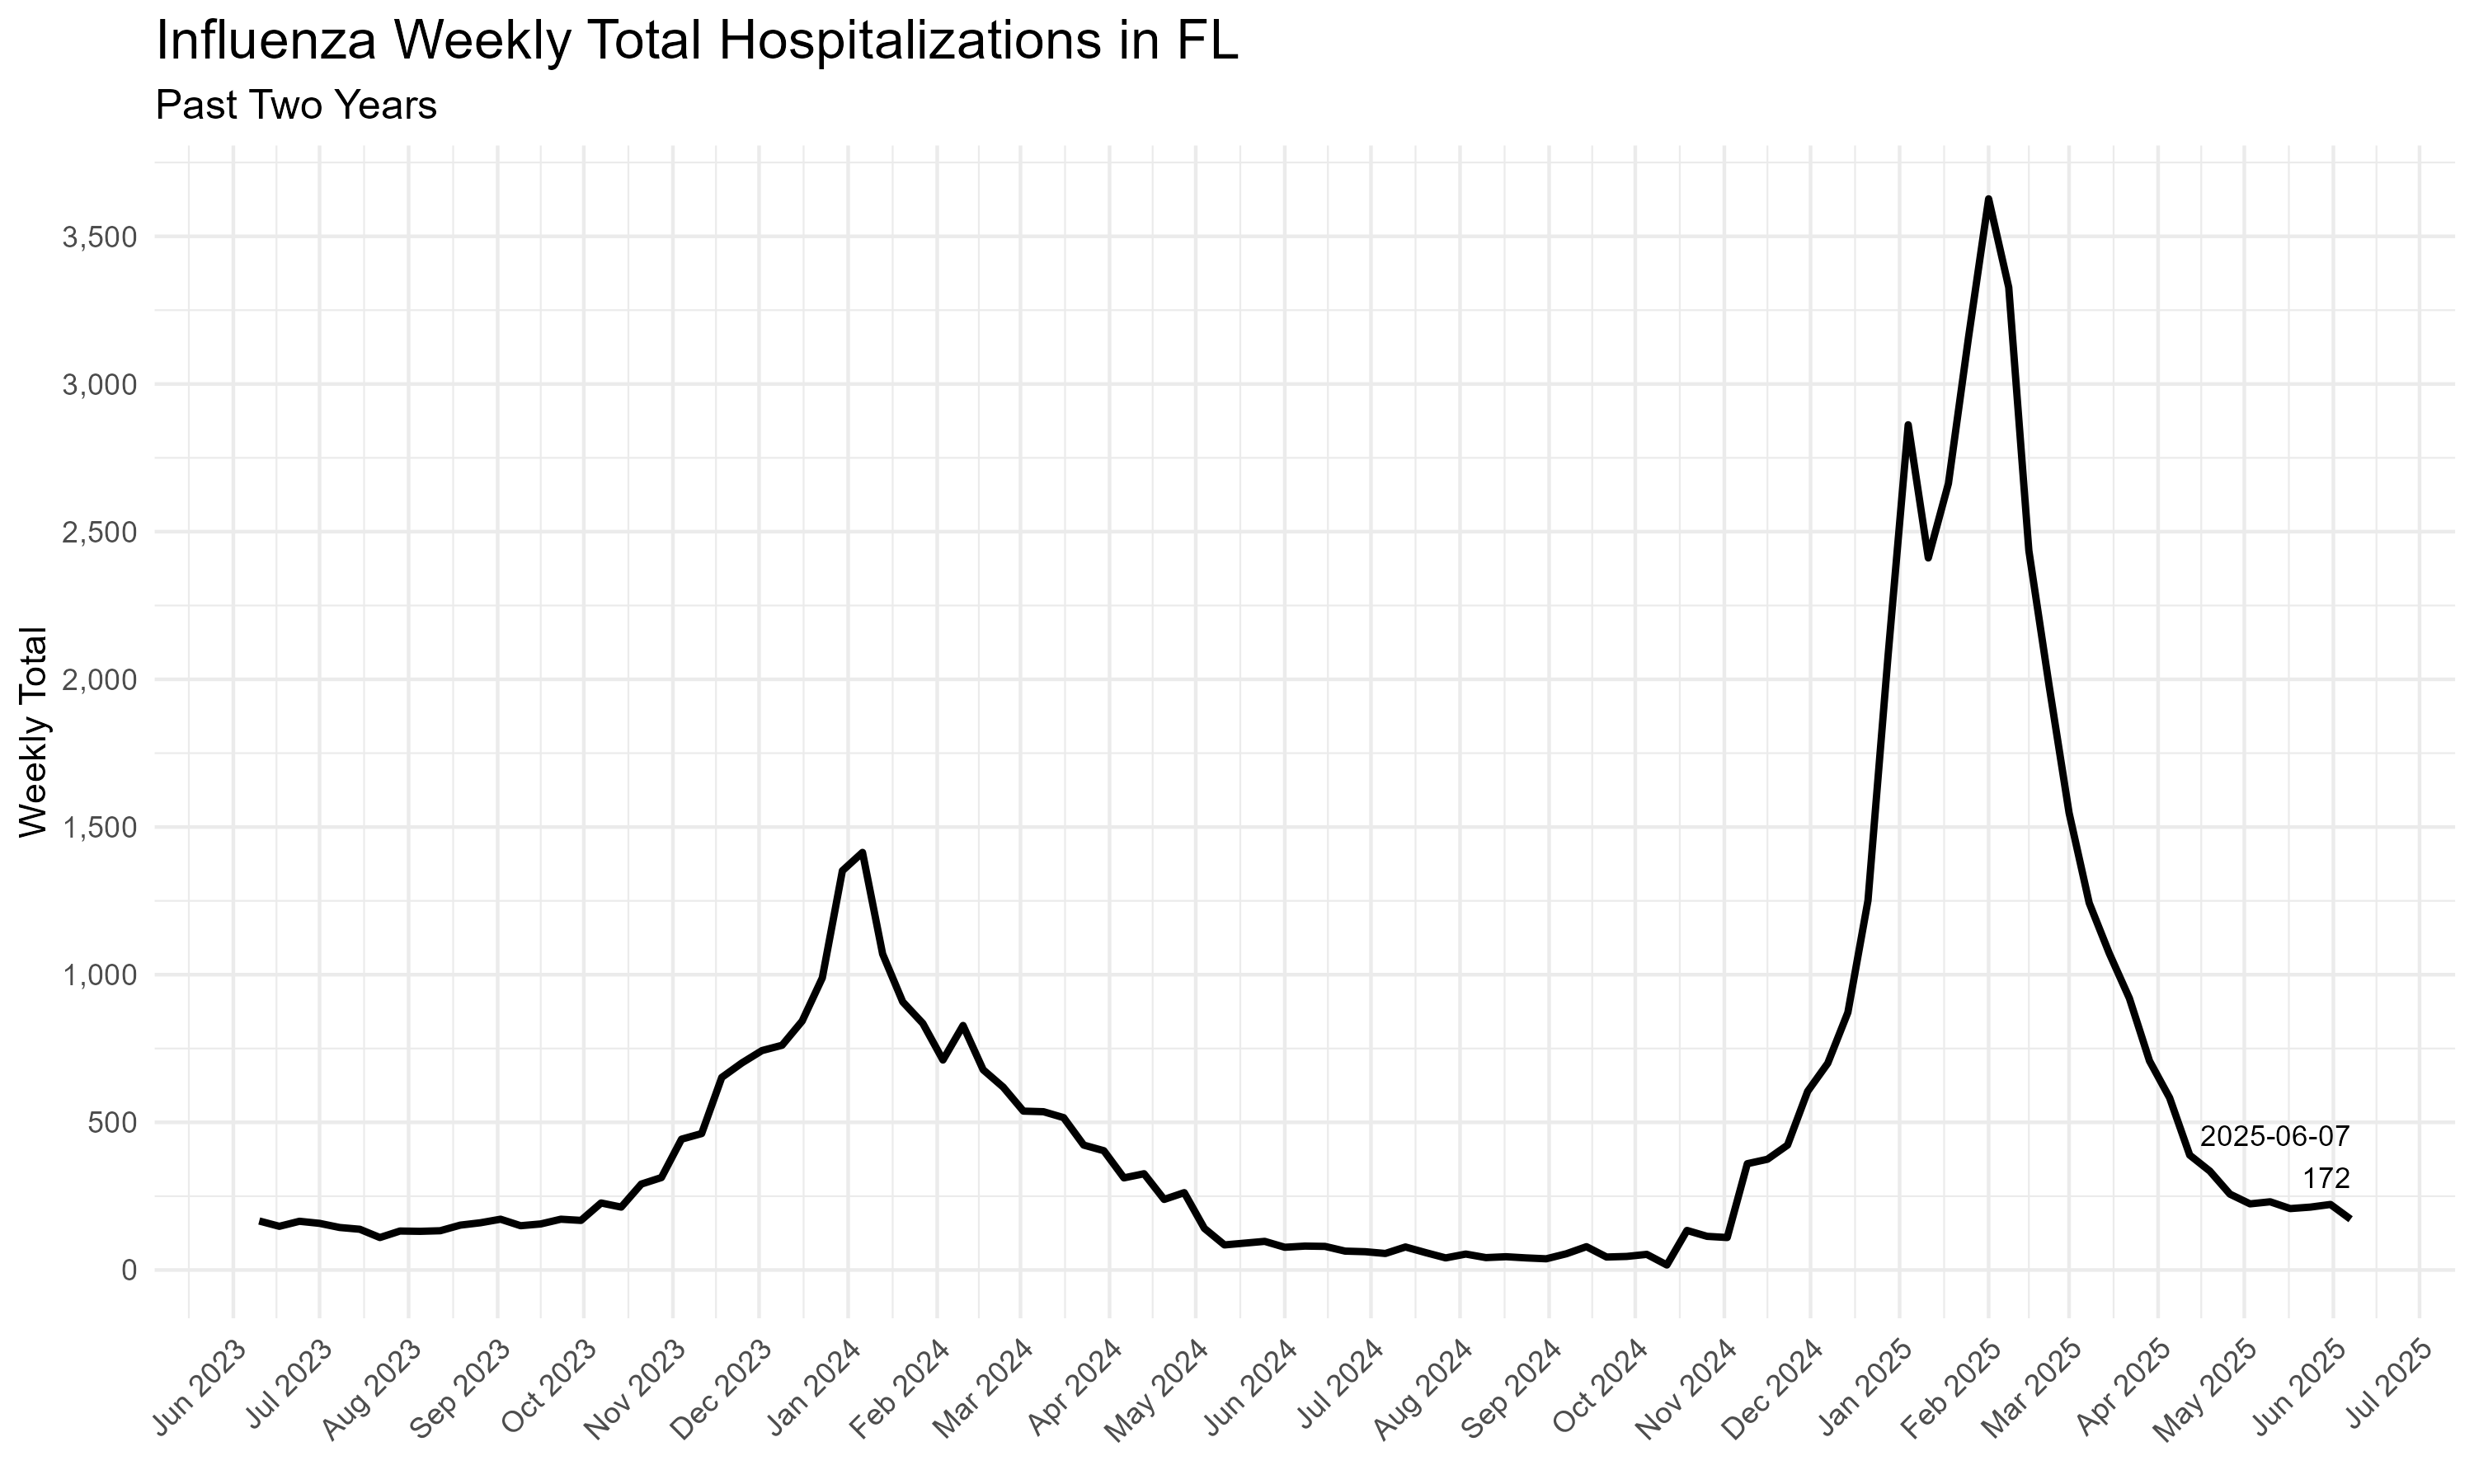 Influenza Weekly Total Hospitalizations in FL
Past Two Years
Weekly Total
3,500
3,000
2,500
2,000
1,500
1,000
500
0
2025-06-07
172
Jun 2023
Jul 2023
Aug 2023
Sep 2023
Oct 2023
Nov 2023
Dec 2023
Jan 2024
Feb 2024
Mar 2024
Apr 2024
May 2024
Jun 2024
Jul 2024
Aug 2024
Sep 2024
Oct 2024
Nov 2024
Dec 2024
Jan 2025
Feb 2025
Mar 2025
Apr 2025
May 2025
Jun 2025
Jul 2025